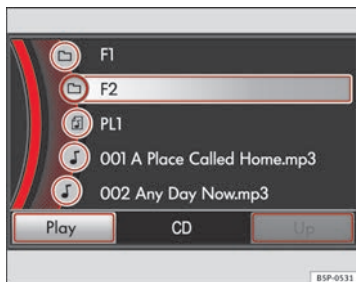 F1
F2
PL1
001 A Place Called Home.mp3
002 Any Day Now.mp3
Play CD Up
B5P-0531